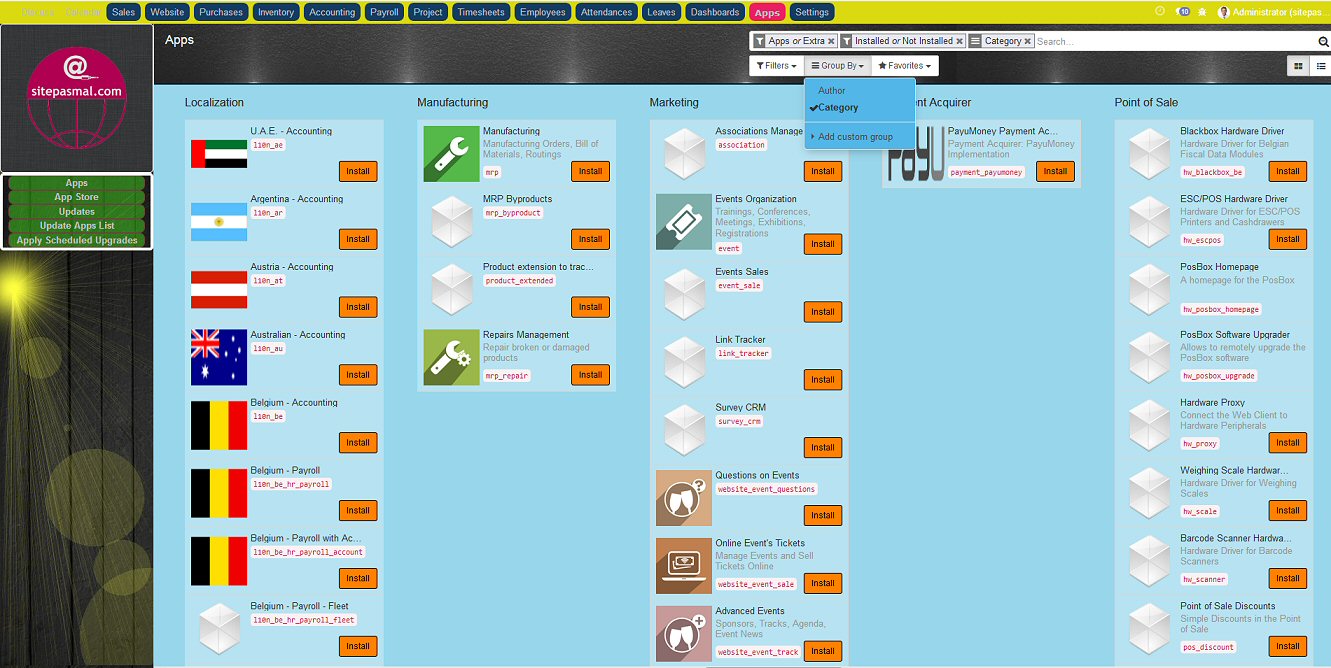 Discuss Calendar Sales Website Purchases Inventory Accounting Payroll Project Timesheets Employees Attendances Leaves Dashboards Apps Settings 10 Administrator (sitepas...
@
sitepasmal.com
Apps
App Store
Updates
Update Apps List
Apply Scheduled Upgrades
Apps
Apps or Extra × Installed or Not Installed × Category × Search...
Filters Group By Favorites
Author
Category
Add custom group
Localization
U.A.E. - Accounting
l10n_ae
Install
Argentina - Accounting
l10n_ar
Install
Austria - Accounting
l10n_at
Install
Australian - Accounting
l10n_au
Install
Belgium - Accounting
l10n_be
Install
Belgium - Payroll
l10n_be_hr_payroll
Install
Belgium - Payroll with Ac...
l10n_be_hr_payroll_account
Install
Belgium - Payroll - Fleet
l10n_be_hr_payroll_fleet
Install
Manufacturing
Manufacturing
Manufacturing Orders, Bill of
Materials, Routings
mrp
Install
MRP Byproducts
mrp_byproduct
Install
Product extension to trac...
product_extended
Install
Repairs Management
Repair broken or damaged
products
mrp_repair
Install
Marketing
Associations Manage
association
Install
Events Organization
Trainings, Conferences,
Meetings, Exhibitions,
Registrations
event
Install
Events Sales
event_sale
Install
Link Tracker
link_tracker
Install
Survey CRM
survey_crm
Install
Questions on Events
website_event_questions
Install
Online Event's Tickets
Manage Events and Sell
Tickets Online
website_event_sale
Install
Advanced Events
Sponsors, Tracks, Agenda,
Event News
website_event_track
Install
nt Acquirer
PayU
PayuMoney Payment Ac...
Payment Acquirer: PayuMoney
Implementation
payment_payumoney
Install
Point of Sale
Blackbox Hardware Driver
Hardware Driver for Belgian
Fiscal Data Modules
hw_blackbox_be
Install
ESC/POS Hardware Driver
Hardware Driver for ESC/POS
Printers and Cashdrawers
hw_escpos
Install
PosBox Homepage
A homepage for the PosBox
hw_posbox_homepage
PosBox Software Upgrader
Allows to remotely upgrade the
PosBox software
hw_posbox_upgrade
Hardware Proxy
Connect the Web Client to
Hardware Peripherals
hw_proxy
Install
Weighing Scale Hardwar...
Hardware Driver for Weighing
Scales
hw_scale
Install
Barcode Scanner Hardwa...
Hardware Driver for Barcode
Scanners
hw_scanner
Install
Point of Sale Discounts
Simple Discounts in the Point
of Sale
pos_discount
Install